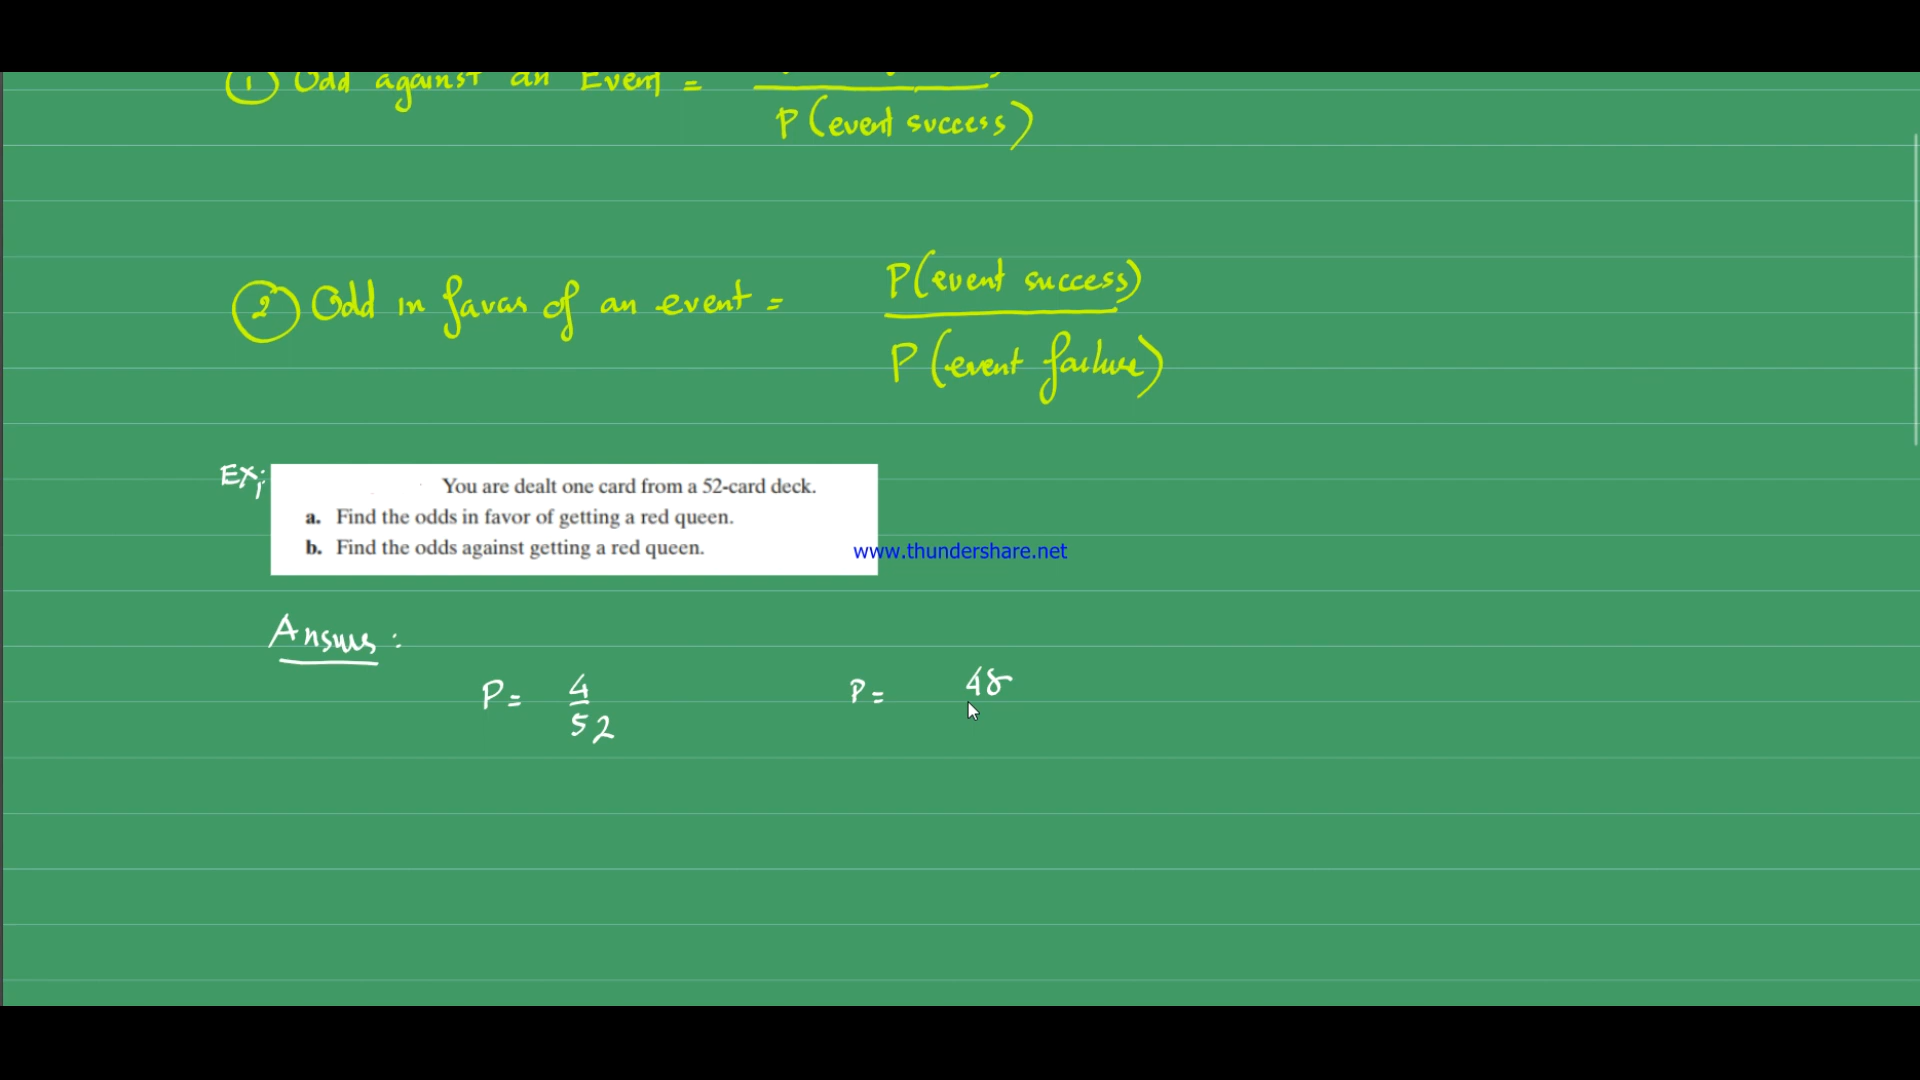 1 Odd against an Event =
P(event success)
P(event success)
2 Odd in favor of an event =
P(event failure)
Ex:
You are dealt one card from a 52-card deck.
a. Find the odds in favor of getting a red queen.
b. Find the odds against getting a red queen.
www.thundershare.net
Answer :
P = 4/52 P = 48